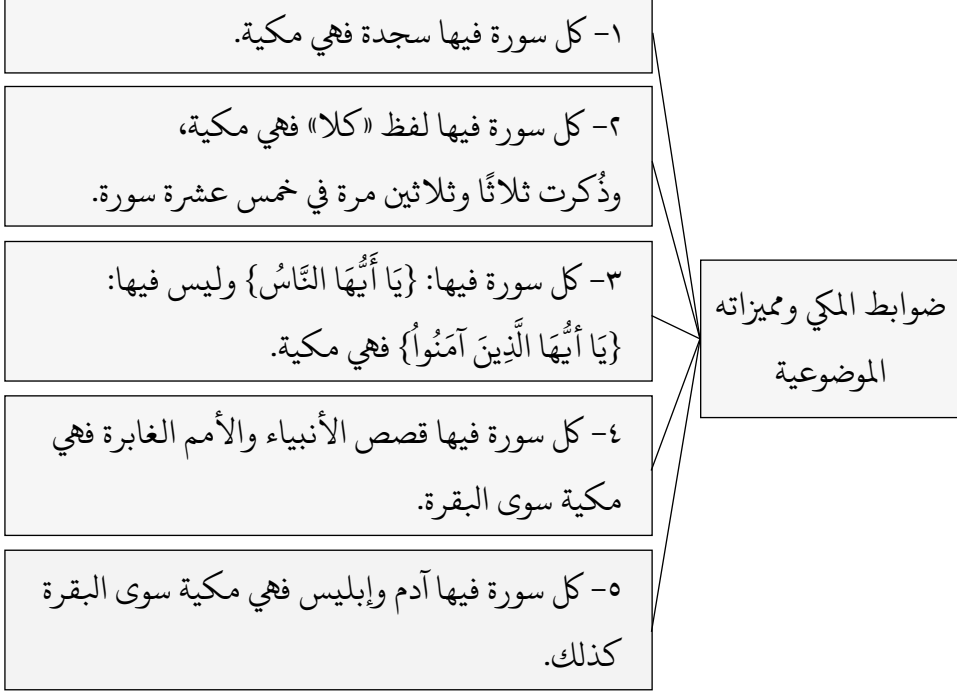 ضوابط المكي ومميزاته
الموضوعية
١- كل سورة فيها سجدة فهي مكية.
٢- كل سورة فيها لفظ «كلا» فهي مكية،
وذُكرت ثلاثًا وثلاثين مرة في خمس عشرة سورة.
٣- كل سورة فيها: {يَا أَيُّهَا النَّاسُ} وليس فيها:
{يَا أيُّهَا الَّذِينَ آمَنُواْ} فهي مكية.
٤- كل سورة فيها قصص الأنبياء والأمم الغابرة فهي
مكية سوى البقرة.
٥- كل سورة فيها آدم وإبليس فهي مكية سوى البقرة
كذلك.